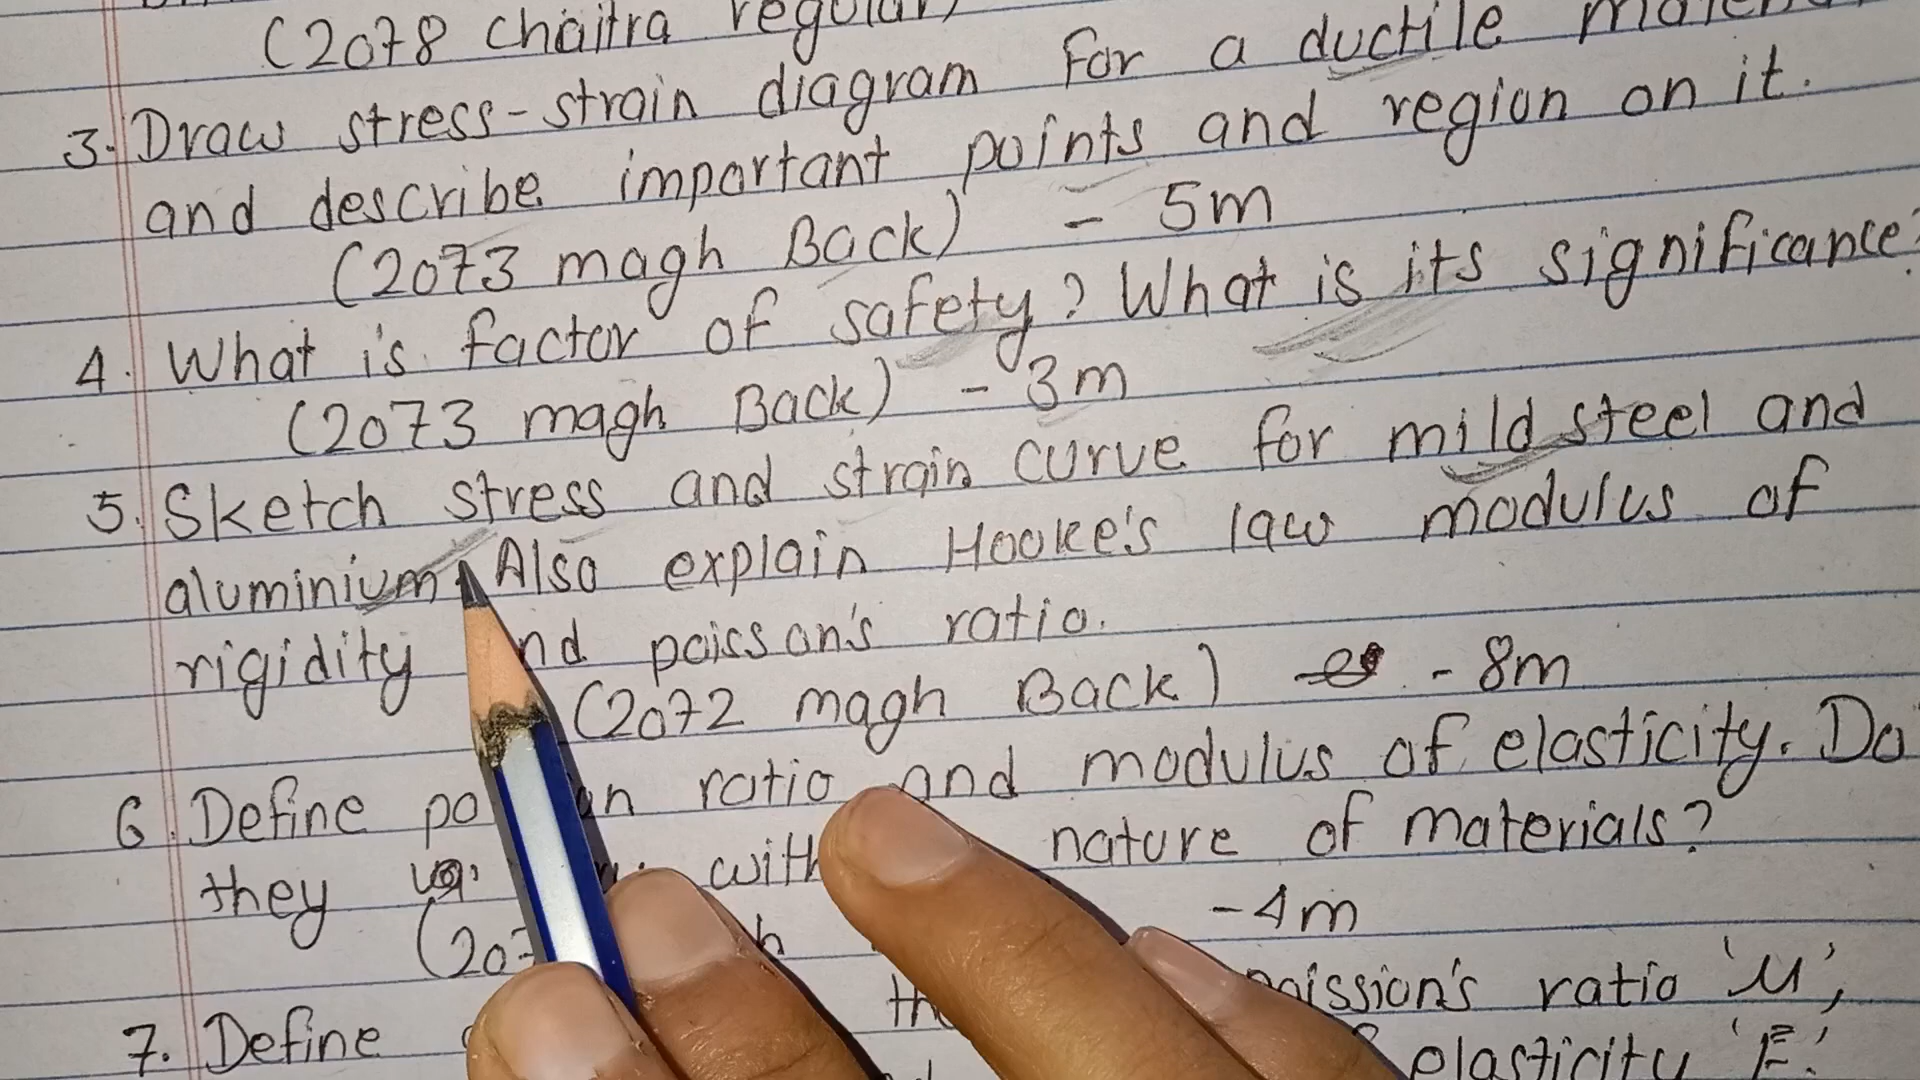 (2078 chaitra regular)
3. Draw stress-strain diagram for a ductile
and describe important points and region on it.
(2073 magh Back) - 5m
4. What is factor of safety? What is its significance?
(2073 magh Back) - 3m
5. Sketch stress and strain curve for mild steel and
aluminium. Also explain Hooke's law modulus of
rigidity nd poisson's ratio.
(2072 magh Back) - 8m
6. Define po n ratio and modulus of elasticity. Do
they with nature of materials?
(207 h - 4m
th poission's ratio 'μ',
7. Define elasticity 'E'.